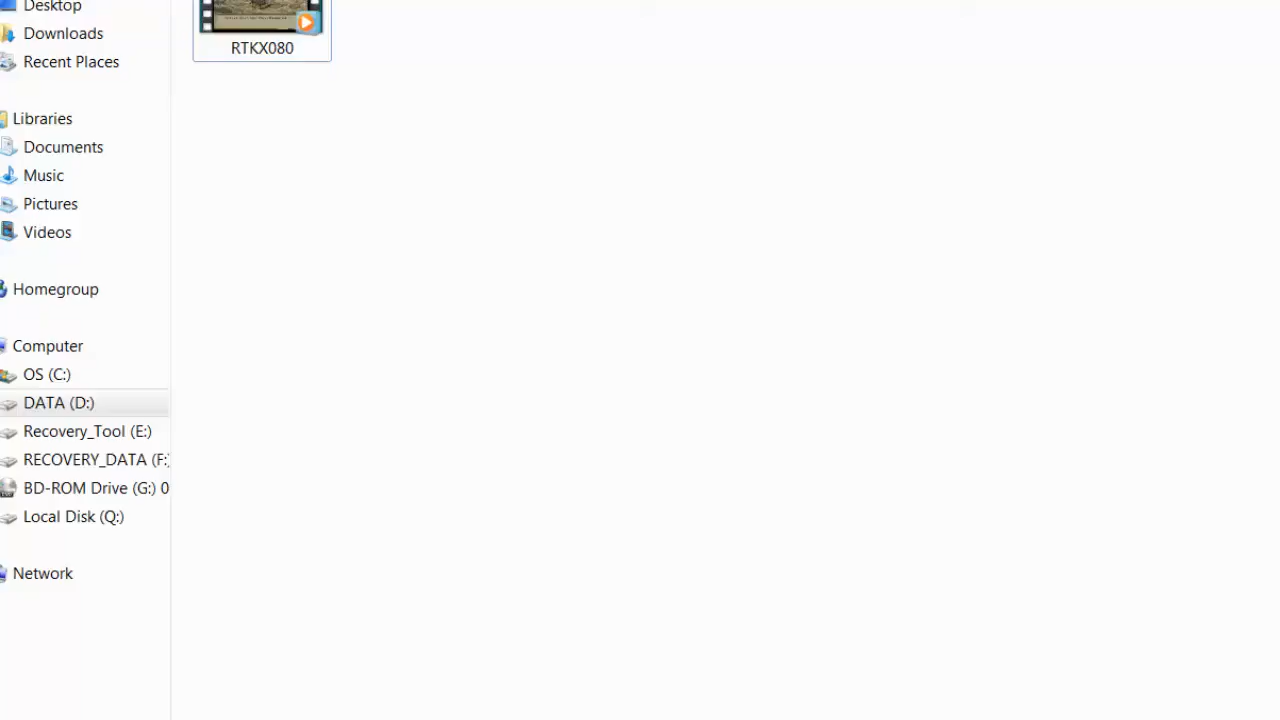 Desktop
Downloads
RTKX080
Recent Places
Libraries
Documents
Music
Pictures
Videos
Homegroup
Computer
OS (C:)
DATA (D:)
Recovery_Tool (E:)
RECOVERY_DATA (F:)
BD-ROM Drive (G:) 0
Local Disk (Q:)
Network